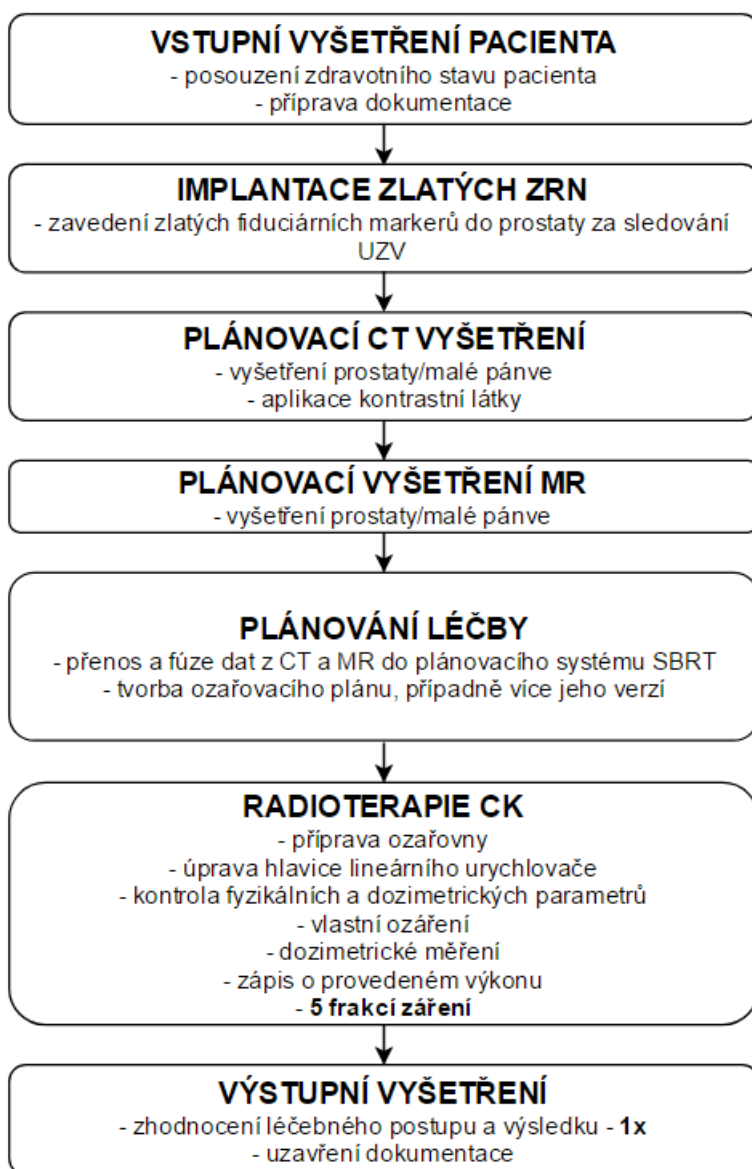 VSTUPNÍ VYŠETŘENÍ PACIENTA
- posouzení zdravotního stavu pacienta
- příprava dokumentace
IMPLANTACE ZLATÝCH ZRN
- zavedení zlatých fiduciárních markerů do prostaty za sledování
UZV
PLÁNOVACÍ CT VYŠETŘENÍ
- vyšetření prostaty/malé pánve
- aplikace kontrastní látky
PLÁNOVACÍ VYŠETŘENÍ MR
- vyšetření prostaty/malé pánve
PLÁNOVÁNÍ LÉČBY
- přenos a fúze dat z CT a MR do plánovacího systému SBRT
- tvorba ozařovacího plánu, případně více jeho verzí
RADIOTERAPIE CK
- příprava ozařovny
- úprava hlavice lineárního urychlovače
- kontrola fyzikálních a dozimetrických parametrů
- vlastní ozáření
- dozimetrické měření
- zápis o provedeném výkonu
- 5 frakcí záření
VÝSTUPNÍ VYŠETŘENÍ
- zhodnocení léčebného postupu a výsledku - 1x
- uzavření dokumentace